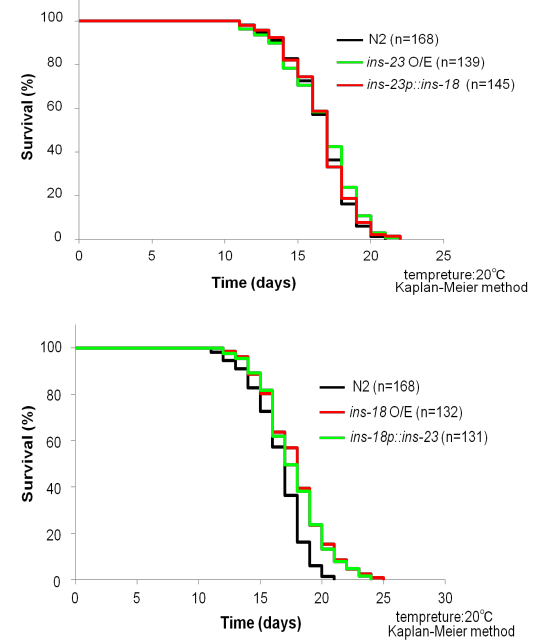 100
80
60
40
20
0
Survival (%)
N2 (n=168)
ins-23 O/E (n=139)
ins-23p::ins-18 (n=145)
0 5 10 15 20 25
Time (days)
tempreture:20℃
Kaplan-Meier method
100
80
60
40
20
0
Survival (%)
N2 (n=168)
ins-18 O/E (n=132)
ins-18p::ins-23 (n=131)
0 5 10 15 20 25 30
Time (days)
tempreture:20℃
Kaplan-Meier method